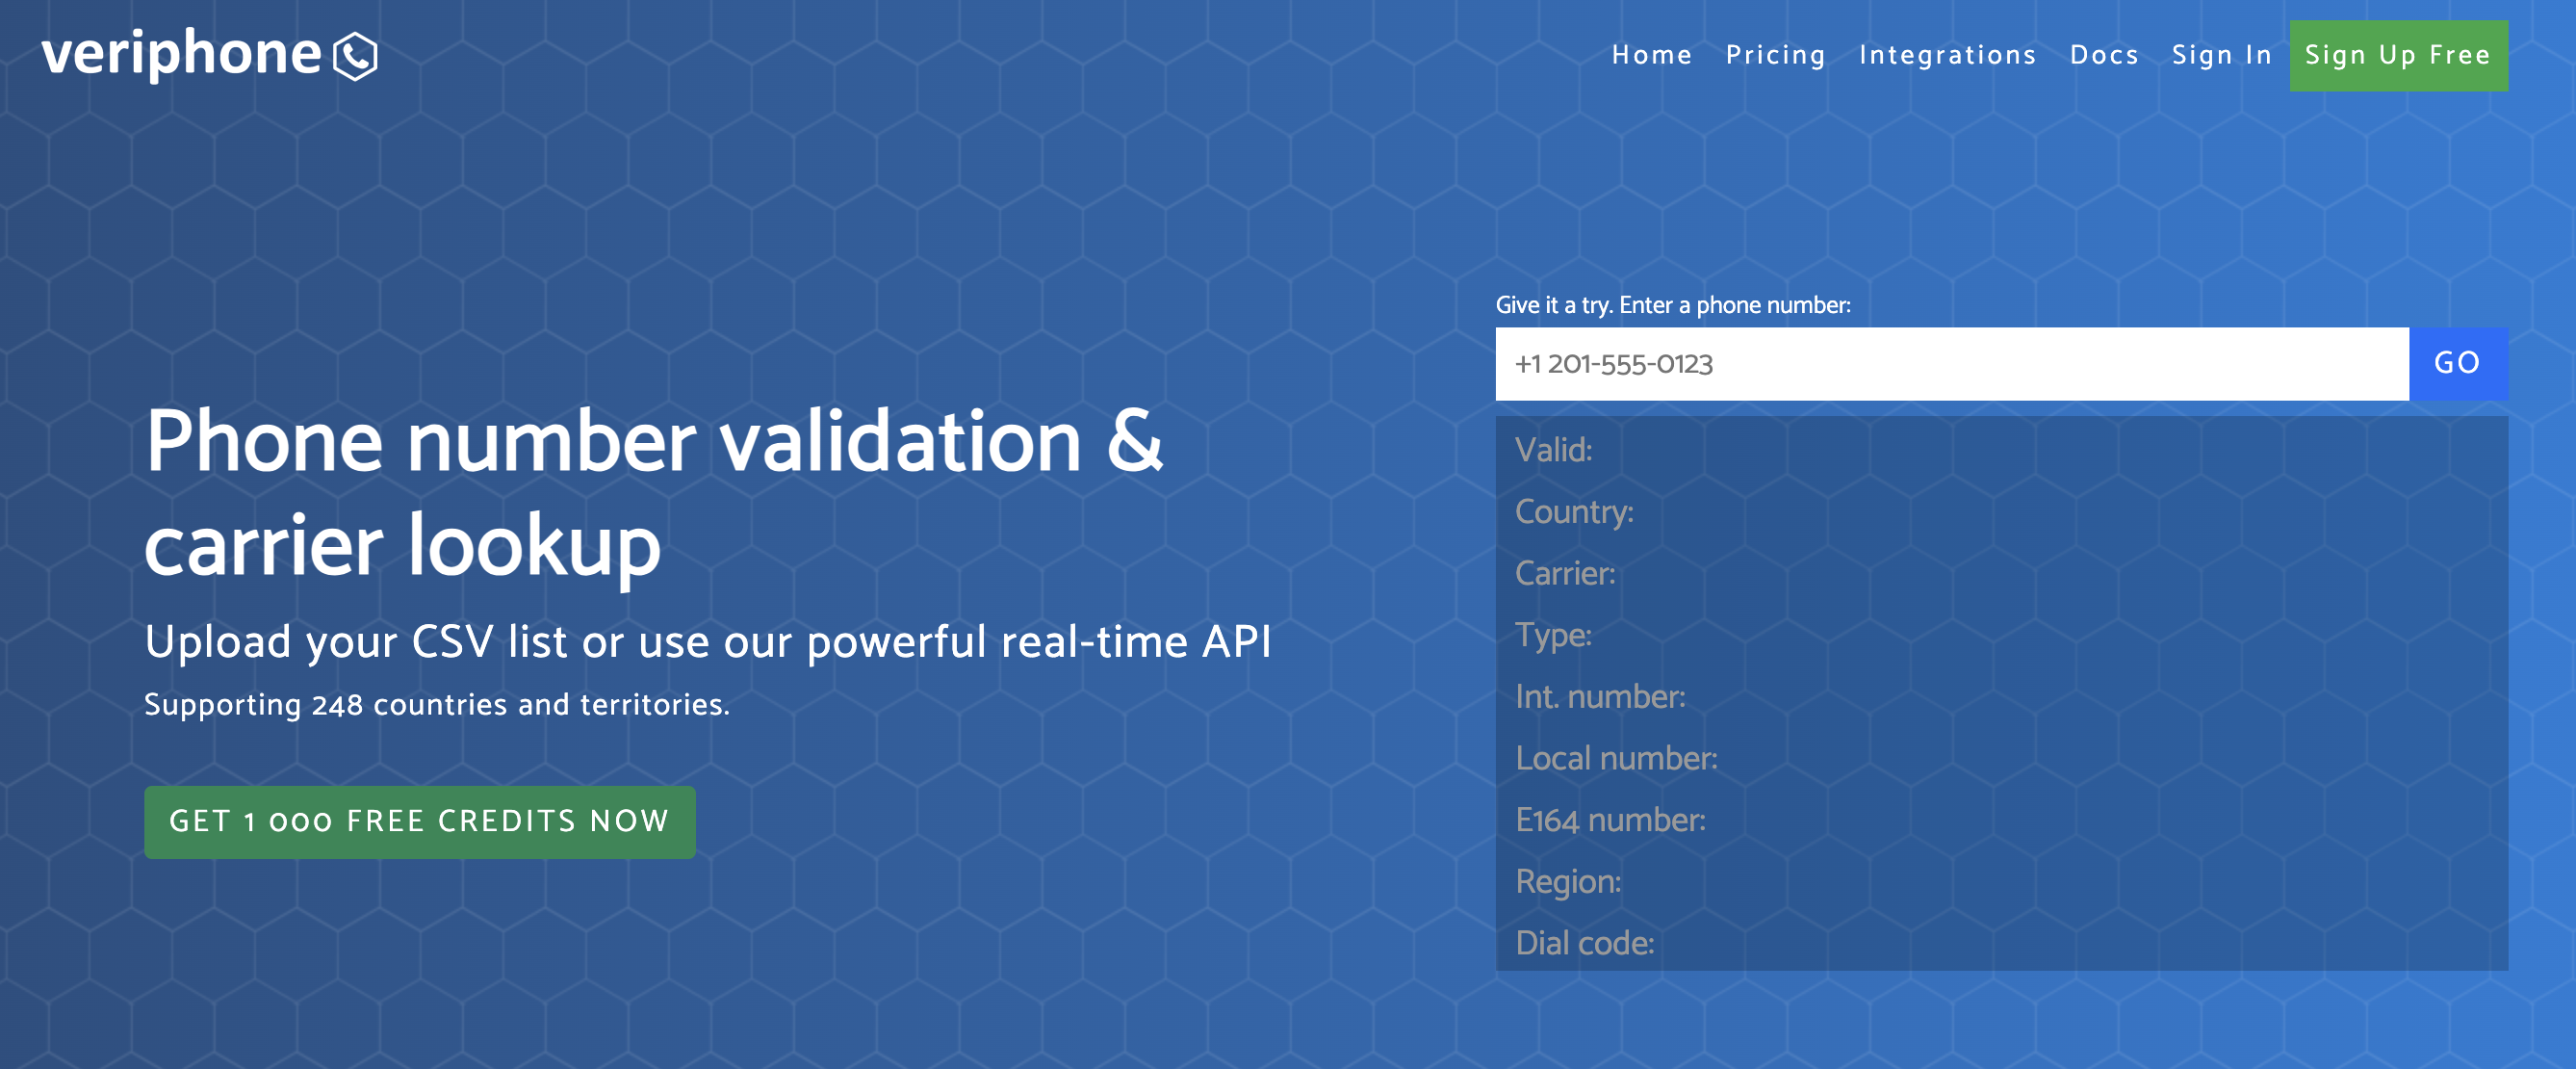 veriphone
Home Pricing Integrations Docs Sign In Sign Up Free
Phone number validation &
carrier lookup
Upload your CSV list or use our powerful real-time API
Supporting 248 countries and territories.
GET 1 000 FREE CREDITS NOW
Give it a try. Enter a phone number:
+1 201-555-0123
GO
Valid:
Country:
Carrier:
Type:
Int. number:
Local number:
E164 number:
Region:
Dial code: